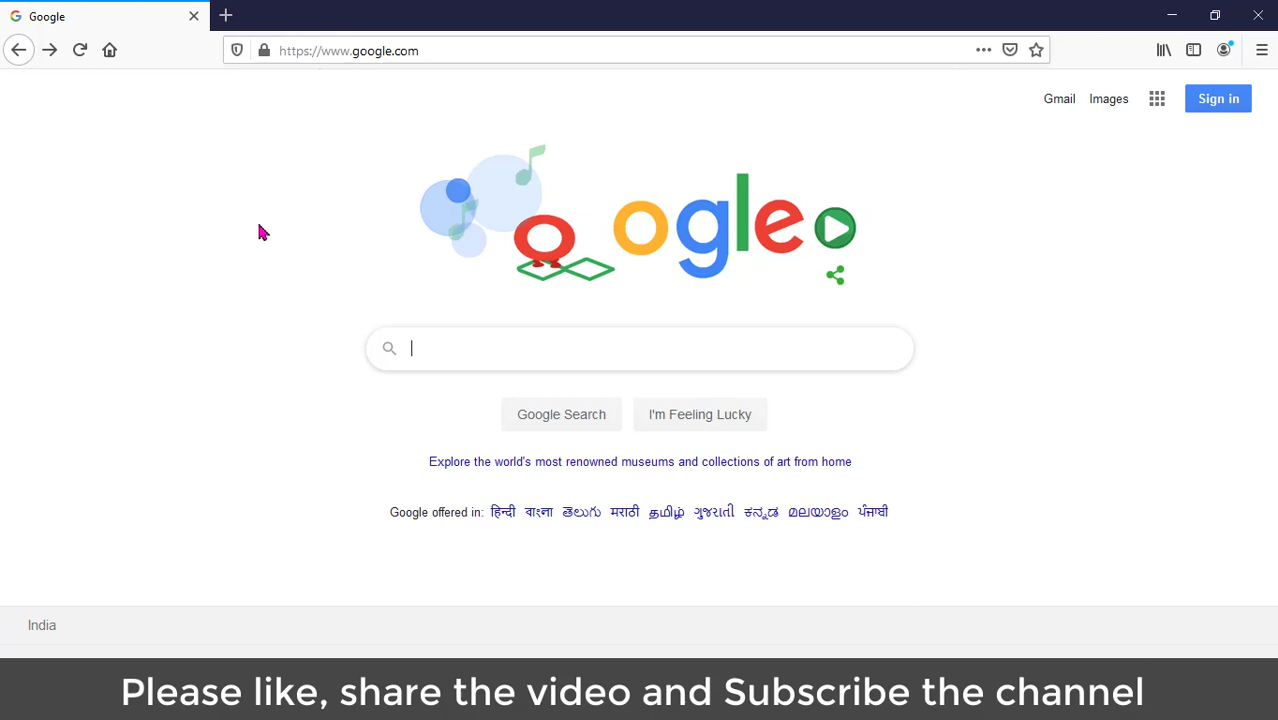 Google
https://www.google.com
Gmail Images Sign in
ogle
Google Search I'm Feeling Lucky
Explore the world's most renowned museums and collections of art from home
Google offered in: हिन्दी বাংলা తెలుగు मराठी தமிழ் ગુજરાતી ಕನ್ನಡ മലയാളം ਪੰਜਾਬੀ
India
Please like, share the video and Subscribe the channel